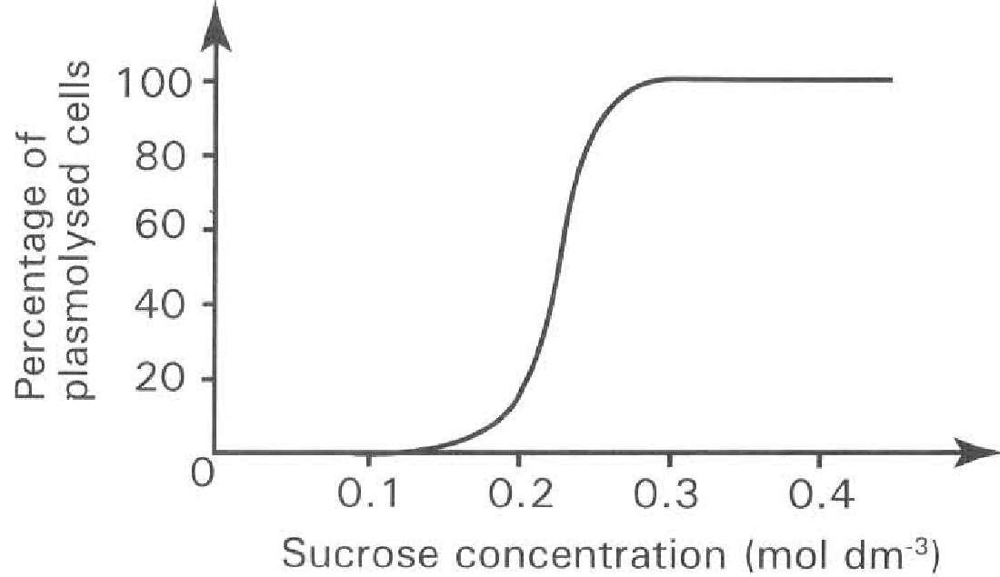 Percentage of
plasmolysed cells
100
80
60
40
20
0
0.1 0.2 0.3 0.4
Sucrose concentration (mol dm⁻³)